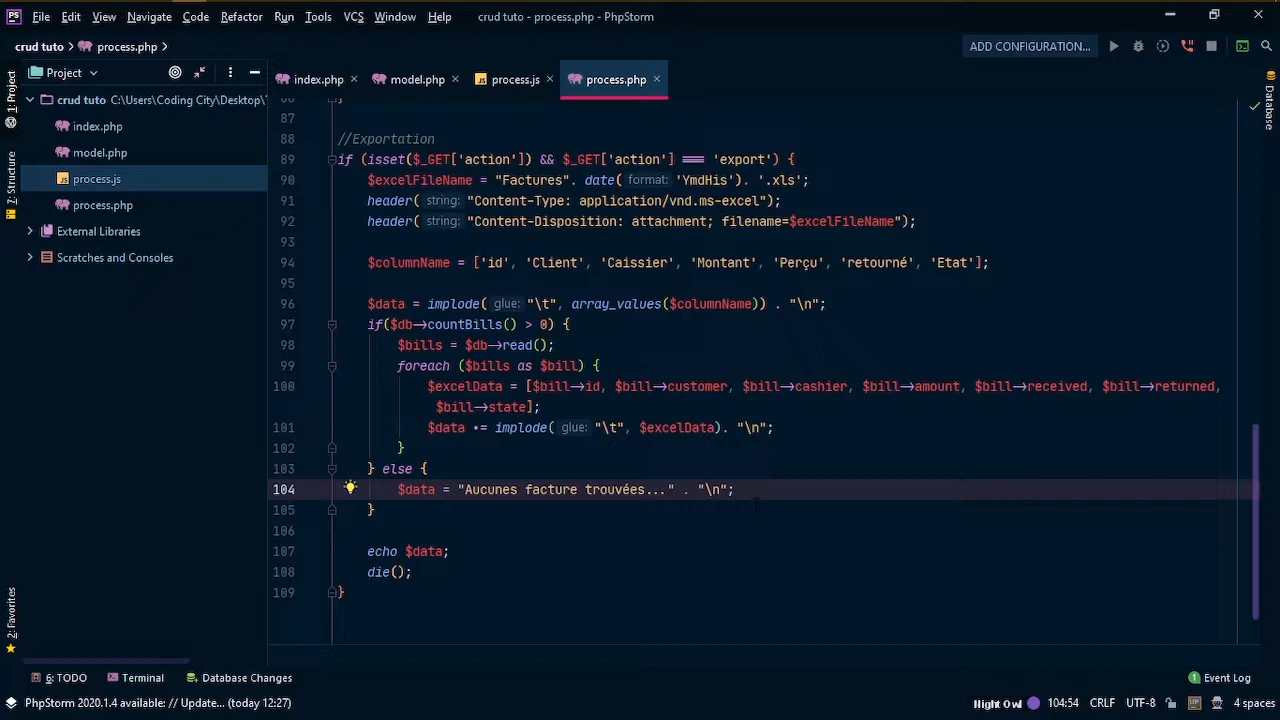 PS File Edit View Navigate Code Refactor Run Tools VCS Window Help crud tuto - process.php - PhpStorm
crud tuto process.php ADD CONFIGURATION...
Project
index.php model.php process.js process.php
crud tuto C:\Users\Coding City\Desktop\T
index.php
model.php
process.js
process.php
External Libraries
Scratches and Consoles
1: Project
Z: Structure
2: Favorites
Database
87
88 //Exportation
89 if (isset($_GET['action']) && $_GET['action'] === 'export') {
90 $excelFileName = "Factures". date( format: 'YmdHis'). '.xls';
91 header( string: "Content-Type: application/vnd.ms-excel");
92 header( string: "Content-Disposition: attachment; filename=$excelFileName");
93
94 $columnName = ['id', 'Client', 'Caissier', 'Montant', 'Perçu', 'retourné', 'Etat'];
95
96 $data = implode( glue: "\t", array_values($columnName)) . "\n";
97 if($db->countBills() > 0) {
98 $bills = $db->read();
99 foreach ($bills as $bill) {
100 $excelData = [$bill->id, $bill->customer, $bill->cashier, $bill->amount, $bill->received, $bill->returned,
$bill->state];
101 $data .= implode( glue: "\t", $excelData). "\n";
102 }
103 } else {
104 $data = "Aucunes facture trouvées..." . "\n";
105 }
106
107 echo $data;
108 die();
109 }
6: TODO Terminal Database Changes 1 Event Log
PhpStorm 2020.1.4 available: // Update... (today 12:27) Night Owl 104:54 CRLF UTF-8 4 spaces